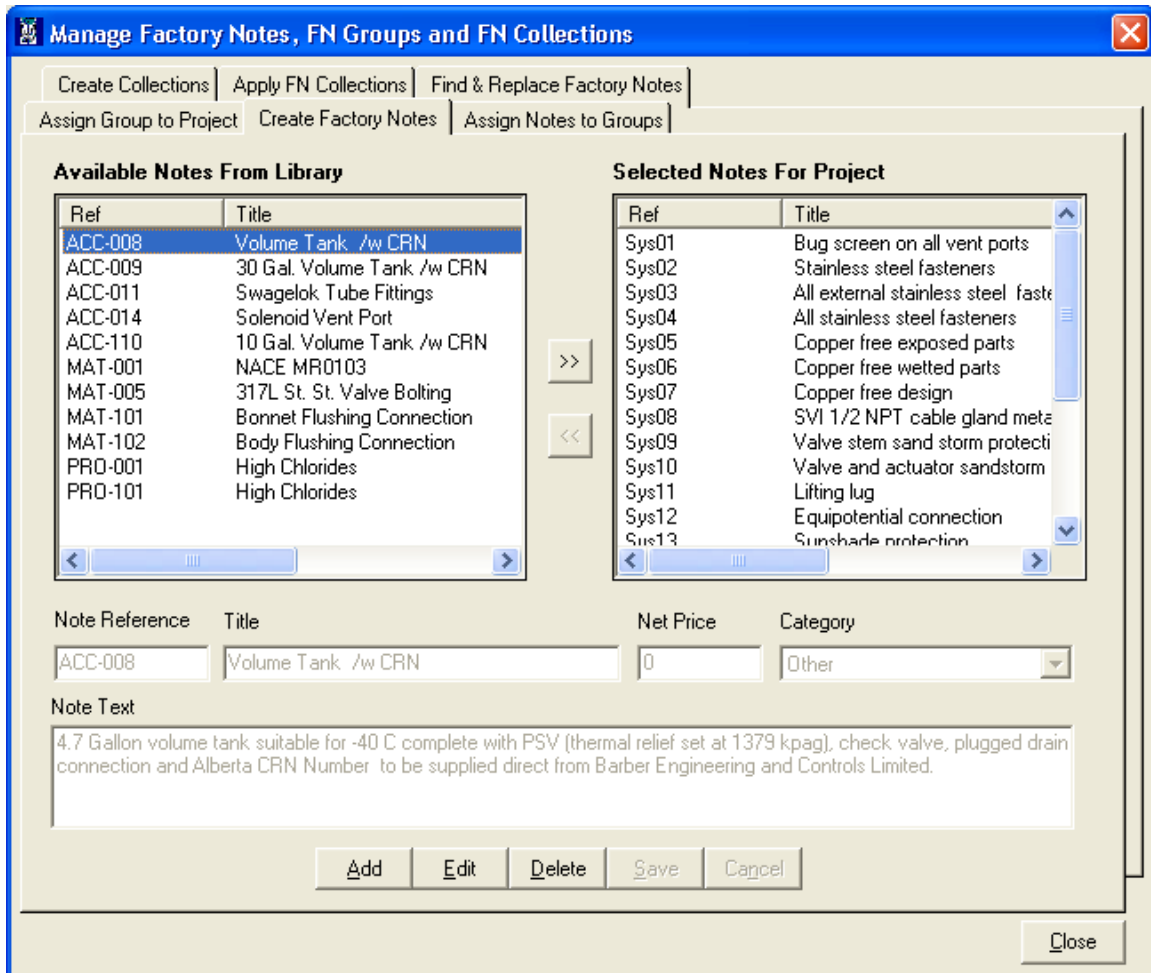 Manage Factory Notes, FN Groups and FN Collections
Create Collections Apply FN Collections Find & Replace Factory Notes
Assign Group to Project Create Factory Notes Assign Notes to Groups
Available Notes From Library
Ref Title
ACC-008 Volume Tank /w CRN
ACC-009 30 Gal. Volume Tank /w CRN
ACC-011 Swagelok Tube Fittings
ACC-014 Solenoid Vent Port
ACC-110 10 Gal. Volume Tank /w CRN
MAT-001 NACE MR0103
MAT-005 317L St. St. Valve Bolting
MAT-101 Bonnet Flushing Connection
MAT-102 Body Flushing Connection
PRO-001 High Chlorides
PRO-101 High Chlorides
>>
<<
Selected Notes For Project
Ref Title
Sys01 Bug screen on all vent ports
Sys02 Stainless steel fasteners
Sys03 All external stainless steel faste
Sys04 All stainless steel fasteners
Sys05 Copper free exposed parts
Sys06 Copper free wetted parts
Sys07 Copper free design
Sys08 SVI 1/2 NPT cable gland meta
Sys09 Valve stem sand storm protecti
Sys10 Valve and actuator sandstorm
Sys11 Lifting lug
Sys12 Equipotential connection
Sys13 Sunshade protection
Note Reference Title Net Price Category
ACC-008 Volume Tank /w CRN 0 Other
Note Text
4.7 Gallon volume tank suitable for -40 C complete with PSV (thermal relief set at 1379 kpag), check valve, plugged drain
connection and Alberta CRN Number to be supplied direct from Barber Engineering and Controls Limited.
Add Edit Delete Save Cancel
Close